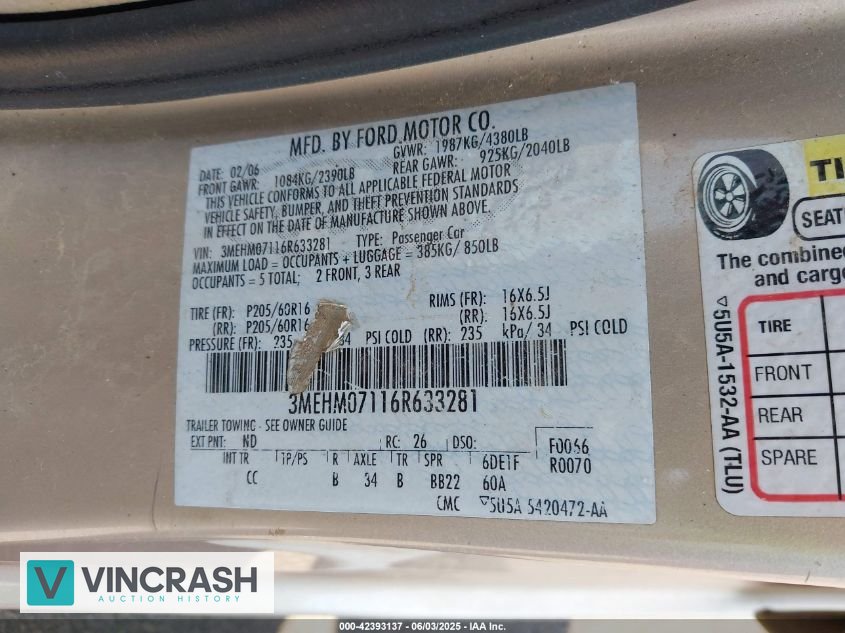 MFD. BY FORD MOTOR CO.
DATE: 02/06 GVWR: 1987KG/4380LB
FRONT GAWR: 1084KG/2390LB REAR GAWR: 925KG/2040LB
THIS VEHICLE CONFORMS TO ALL APPLICABLE FEDERAL MOTOR
VEHICLE SAFETY, BUMPER, AND THEFT PREVENTION STANDARDS
IN EFFECT ON THE DATE OF MANUFACTURE SHOWN ABOVE.
VIN: 3MEHM07116R633281 TYPE: Passenger Car
MAXIMUM LOAD = OCCUPANTS + LUGGAGE = 385KG/ 850LB
OCCUPANTS = 5 TOTAL; 2 FRONT, 3 REAR
TIRE (FR): P205/60R16 RIMS (FR): 16X6.5J
(RR): P205/60R16 (RR): 16X6.5J
PRESSURE (FR): 235 34 PSI COLD (RR): 235 kPa/ 34 PSI COLD
3MEHM07116R633281
TRAILER TOWING - SEE OWNER GUIDE
EXT PNT: ND RC: 26 DSO: F0066
INT TR TP/PS R AXLE TR SPR 6DE1F R0070
CC B 34 B BB22 60A
CMC ▽5U5A 5420472-AA
TI
SEAT
The combined
and cargo
TIRE
FRONT
REAR
SPARE
▽5U5A-1532-AA (TLU)
VINCRASH
AUCTION HISTORY
000-42393137 - 06/03/2025 - IAA Inc.